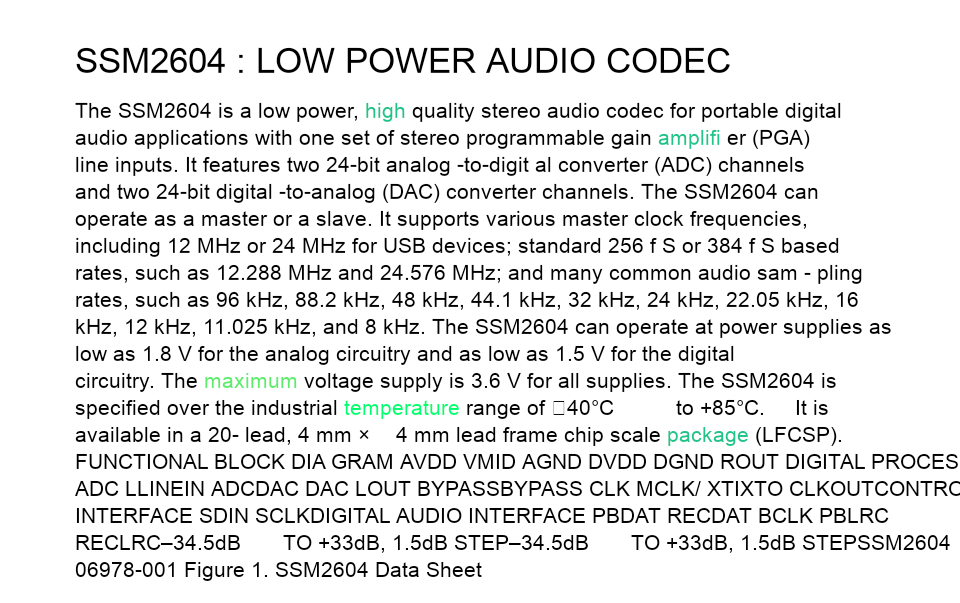 SSM2604 : LOW POWER AUDIO CODEC
The SSM2604 is a low power, high quality stereo audio codec for portable digital
audio applications with one set of stereo programmable gain amplifi er (PGA)
line inputs. It features two 24-bit analog -to-digit al converter (ADC) channels
and two 24-bit digital -to-analog (DAC) converter channels. The SSM2604 can
operate as a master or a slave. It supports various master clock frequencies,
including 12 MHz or 24 MHz for USB devices; standard 256 f S or 384 f S based
rates, such as 12.288 MHz and 24.576 MHz; and many common audio sam - pling
rates, such as 96 kHz, 88.2 kHz, 48 kHz, 44.1 kHz, 32 kHz, 24 kHz, 22.05 kHz, 16
kHz, 12 kHz, 11.025 kHz, and 8 kHz. The SSM2604 can operate at power supplies as
low as 1.8 V for the analog circuitry and as low as 1.5 V for the digital
circuitry. The maximum voltage supply is 3.6 V for all supplies. The SSM2604 is
specified over the industrial temperature range of □40°C to +85°C. It is
available in a 20- lead, 4 mm × 4 mm lead frame chip scale package (LFCSP).
FUNCTIONAL BLOCK DIA GRAM AVDD VMID AGND DVDD DGND ROUT DIGITAL PROCES
ADC LLINEIN ADCDAC DAC LOUT BYPASSBYPASS CLK MCLK/ XTIXTO CLKOUTCONTRO
INTERFACE SDIN SCLKDIGITAL AUDIO INTERFACE PBDAT RECDAT BCLK PBLRC
RECLRC–34.5dB TO +33dB, 1.5dB STEP–34.5dB TO +33dB, 1.5dB STEPSSM2604
06978-001 Figure 1. SSM2604 Data Sheet